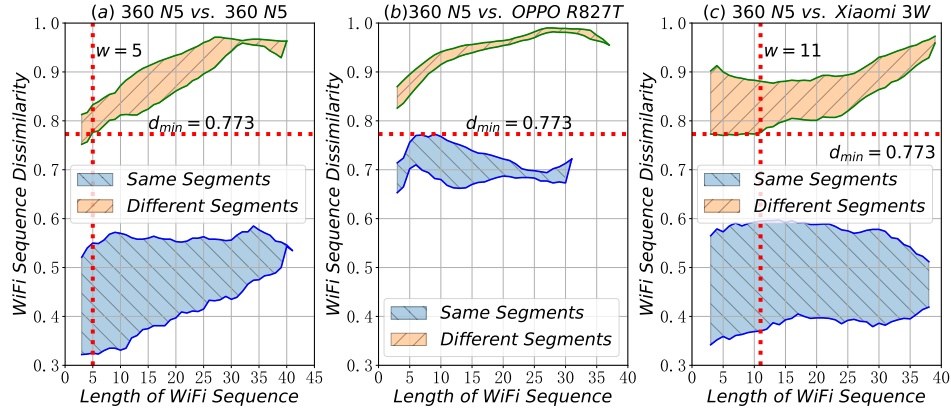 (a) 360 N5 vs. 360 N5
WiFi Sequence Dissimilarity
1.0
0.9
0.8
0.7
0.6
0.5
0.4
0.3
w = 5
d_min = 0.773
Same Segments
Different Segments
0 5 10 15 20 25 30 35 40 45
Length of WiFi Sequence
(b)360 N5 vs. OPPO R827T
WiFi Sequence Dissimilarity
1.0
0.9
0.8
0.7
0.6
0.5
0.4
0.3
d_min = 0.773
Same Segments
Different Segments
0 5 10 15 20 25 30 35 40
Length of WiFi Sequence
(c) 360 N5 vs. Xiaomi 3W
WiFi Sequence Dissimilarity
1.0
0.9
0.8
0.7
0.6
0.5
0.4
0.3
w = 11
d_min = 0.773
Same Segments
Different Segments
0 5 10 15 20 25 30 35 40
Length of WiFi Sequence